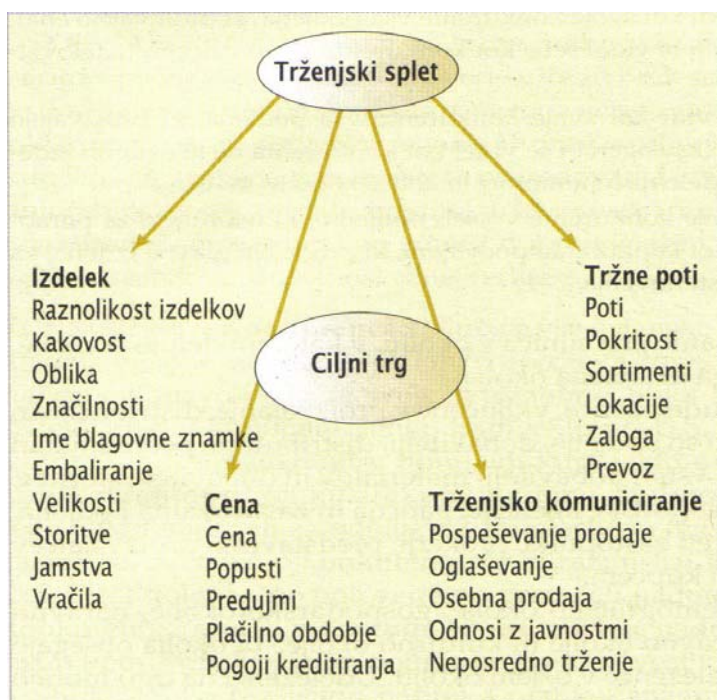 Trženjski splet
Ciljni trg
Izdelek
Raznolikost izdelkov
Kakovost
Oblika
Značilnosti
Ime blagovne znamke
Embaliranje
Velikosti
Storitve
Jamstva
Vračila
Cena
Cena
Popusti
Predujmi
Plačilno obdobje
Pogoji kreditiranja
Trženjsko komuniciranje
Pospeševanje prodaje
Oglaševanje
Osebna prodaja
Odnosi z javnostmi
Neposredno trženje
Tržne poti
Poti
Pokritost
Sortimenti
Lokacije
Zaloga
Prevoz